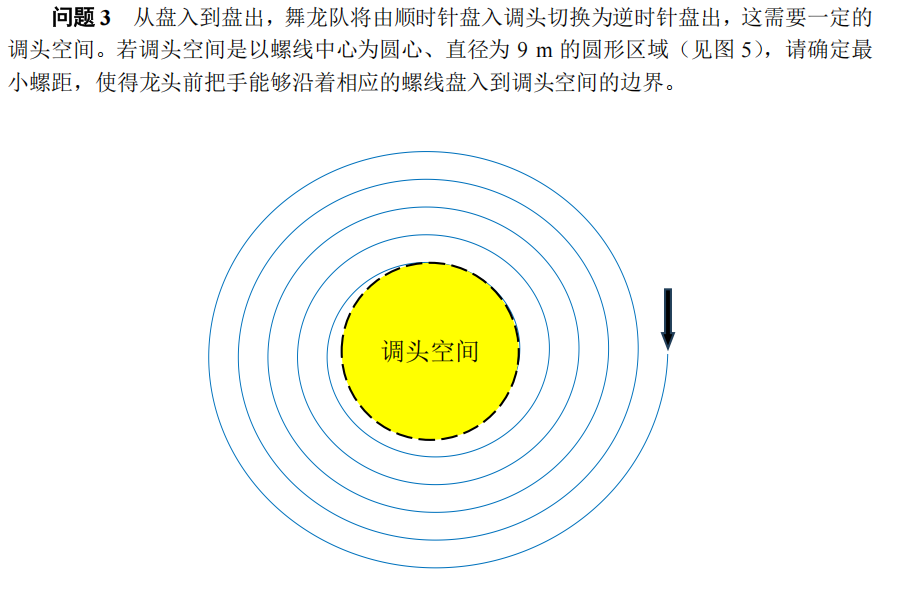 问题 3 从盘入到盘出，舞龙队将由顺时针盘入调头切换为逆时针盘出，这需要一定的
调头空间。若调头空间是以螺线中心为圆心、直径为 9 m 的圆形区域（见图 5），请确定最
小螺距，使得龙头前把手能够沿着相应的螺线盘入到调头空间的边界。
调头空间